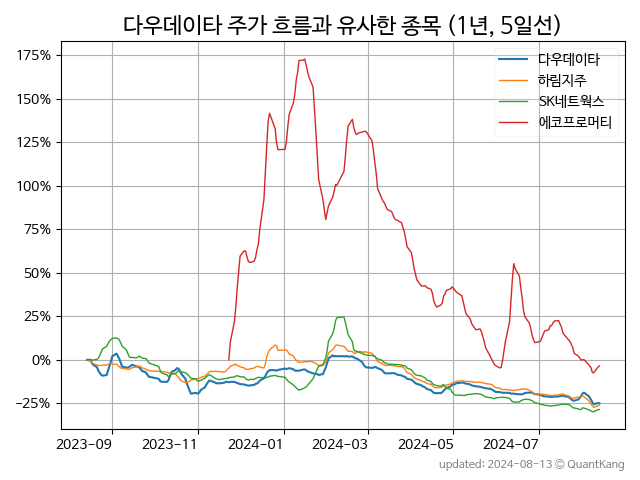 다우데이타 주가 흐름과 유사한 종목 (1년, 5일선)
175%
150%
125%
100%
75%
50%
25%
0%
−25%
다우데이타
하림지주
SK네트웍스
에코프로머티
2023-09 2023-11 2024-01 2024-03 2024-05 2024-07
updated: 2024-08-13 © QuantKang